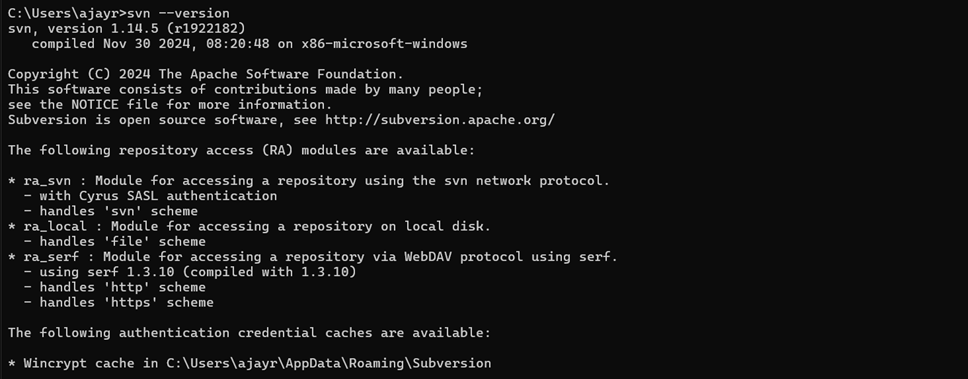 C:\Users\ajayr>svn --version
svn, version 1.14.5 (r1922182)
   compiled Nov 30 2024, 08:20:48 on x86-microsoft-windows

Copyright (C) 2024 The Apache Software Foundation.
This software consists of contributions made by many people;
see the NOTICE file for more information.
Subversion is open source software, see http://subversion.apache.org/

The following repository access (RA) modules are available:

* ra_svn : Module for accessing a repository using the svn network protocol.
  - with Cyrus SASL authentication
  - handles 'svn' scheme
* ra_local : Module for accessing a repository on local disk.
  - handles 'file' scheme
* ra_serf : Module for accessing a repository via WebDAV protocol using serf.
  - using serf 1.3.10 (compiled with 1.3.10)
  - handles 'http' scheme
  - handles 'https' scheme

The following authentication credential caches are available:

* Wincrypt cache in C:\Users\ajayr\AppData\Roaming\Subversion